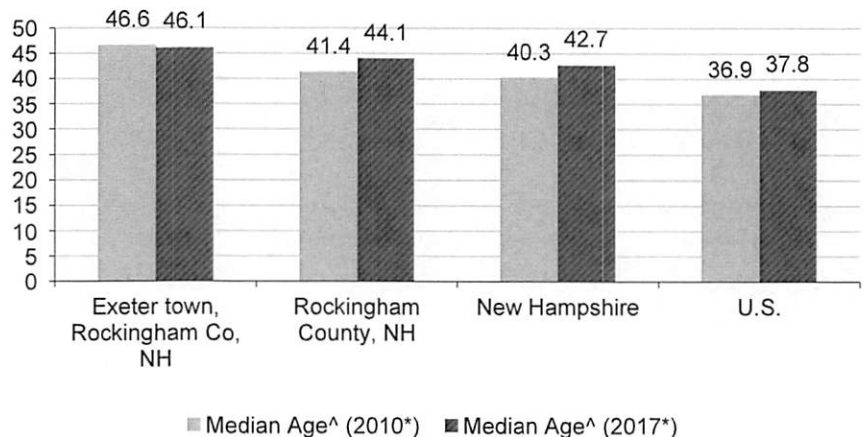 46.6 46.1
41.4 44.1
40.3 42.7
36.9 37.8
50
45
40
35
30
25
20
15
10
5
0
Exeter town,
Rockingham Co,
NH
Rockingham
County, NH
New Hampshire
U.S.
Median Age^ (2010*) Median Age^ (2017*)